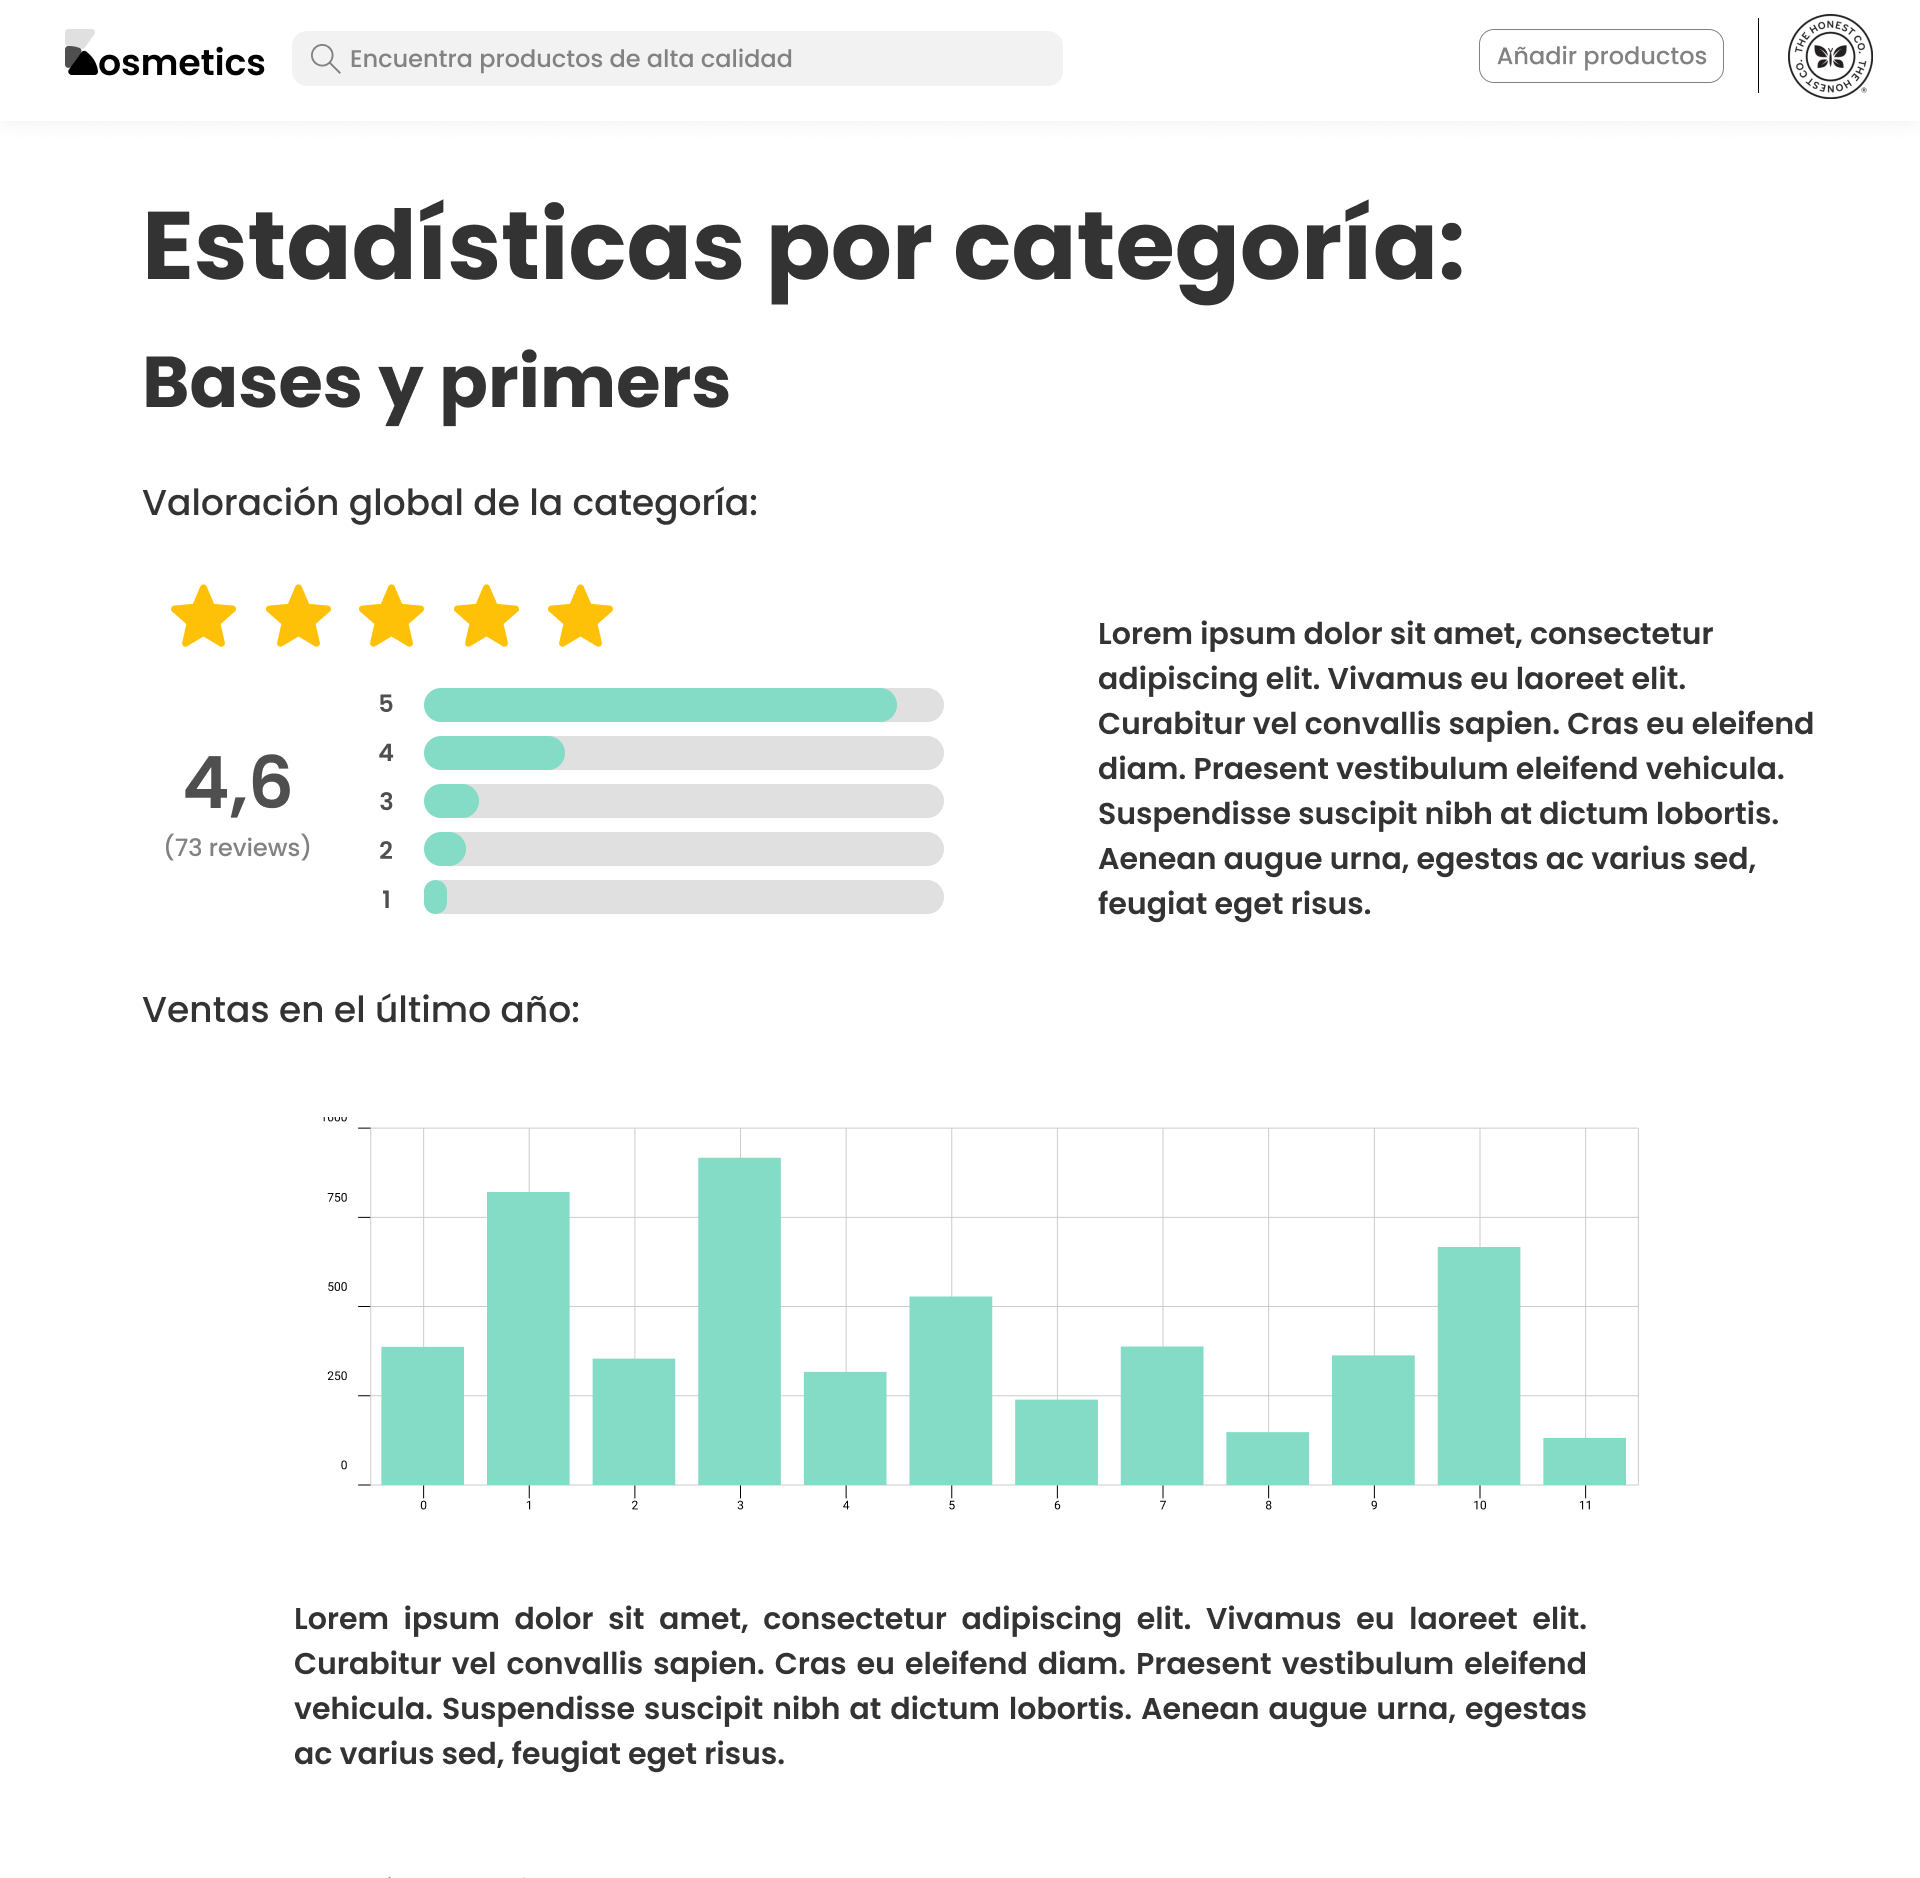 Kosmetics
Encuentra productos de alta calidad
Añadir productos
THE HONEST CO. THE HONEST CO.
Estadísticas por categoría:
Bases y primers
Valoración global de la categoría:
5
4
3
2
1
4,6
(73 reviews)
Lorem ipsum dolor sit amet, consectetur
adipiscing elit. Vivamus eu laoreet elit.
Curabitur vel convallis sapien. Cras eu eleifend
diam. Praesent vestibulum eleifend vehicula.
Suspendisse suscipit nibh at dictum lobortis.
Aenean augue urna, egestas ac varius sed,
feugiat eget risus.
Ventas en el último año:
1000
750
500
250
0
0 1 2 3 4 5 6 7 8 9 10 11
Lorem ipsum dolor sit amet, consectetur adipiscing elit. Vivamus eu laoreet elit.
Curabitur vel convallis sapien. Cras eu eleifend diam. Praesent vestibulum eleifend
vehicula. Suspendisse suscipit nibh at dictum lobortis. Aenean augue urna, egestas
ac varius sed, feugiat eget risus.